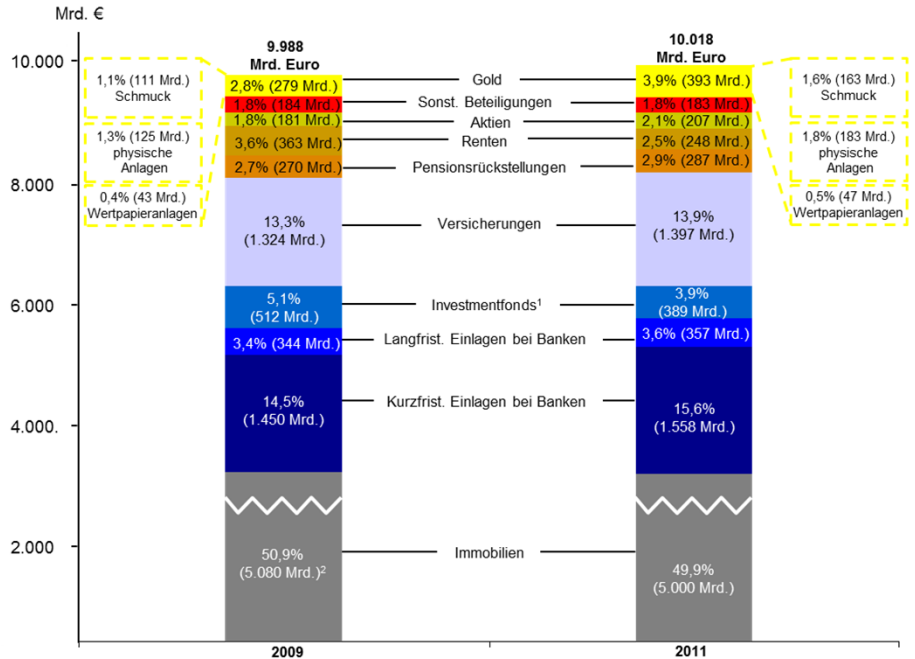 Mrd. €
9.988
Mrd. Euro
10.018
Mrd. Euro
10.000
8.000
6.000
4.000.
2.000
1,1% (111 Mrd.)
Schmuck
1,3% (125 Mrd.)
physische
Anlagen
0,4% (43 Mrd.)
Wertpapieranlagen
2,8% (279 Mrd.)
1,8% (184 Mrd.)
1,8% (181 Mrd.)
3,6% (363 Mrd.)
2,7% (270 Mrd.)
13,3%
(1.324 Mrd.)
5,1%
(512 Mrd.)
3,4% (344 Mrd.)
14,5%
(1.450 Mrd.)
50,9%
(5.080 Mrd.)²
Gold
Sonst. Beteiligungen
Aktien
Renten
Pensionsrückstellungen
Versicherungen
Investmentfonds¹
Langfrist. Einlagen bei Banken
Kurzfrist. Einlagen bei Banken
Immobilien
3,9% (393 Mrd.)
1,8% (183 Mrd.)
2,1% (207 Mrd.)
2,5% (248 Mrd.)
2,9% (287 Mrd.)
13,9%
(1.397 Mrd.)
3,9%
(389 Mrd.)
3,6% (357 Mrd.)
15,6%
(1.558 Mrd.)
49,9%
(5.000 Mrd.)
1,6% (163 Mrd.)
Schmuck
1,8% (183 Mrd.)
physische
Anlagen
0,5% (47 Mrd.)
Wertpapieranlagen
2009
2011